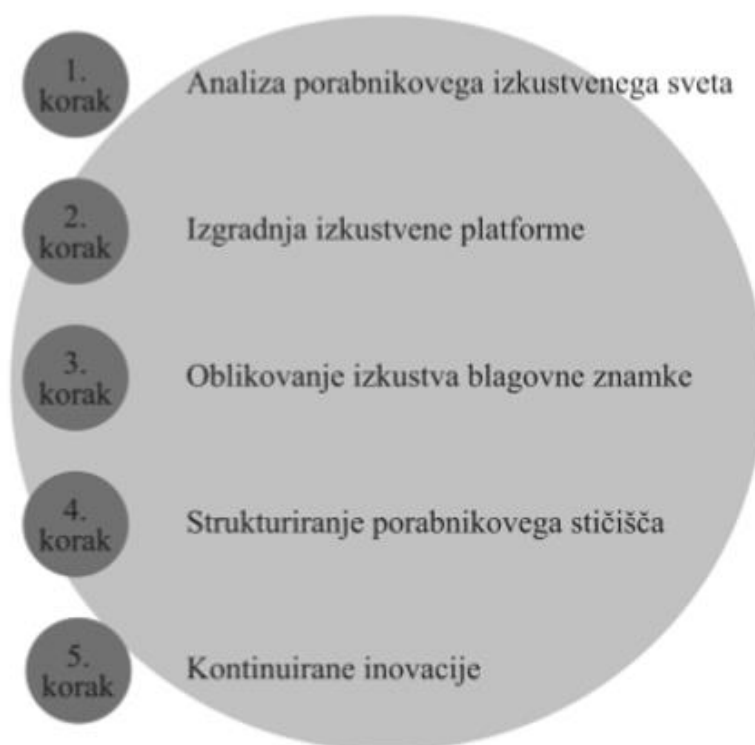 1.
korak
Analiza porabnikovega izkustvenega sveta
2.
korak
Izgradnja izkustvene platforme
3.
korak
Oblikovanje izkustva blagovne znamke
4.
korak
Strukturiranje porabnikovega stičišča
5.
korak
Kontinuirane inovacije